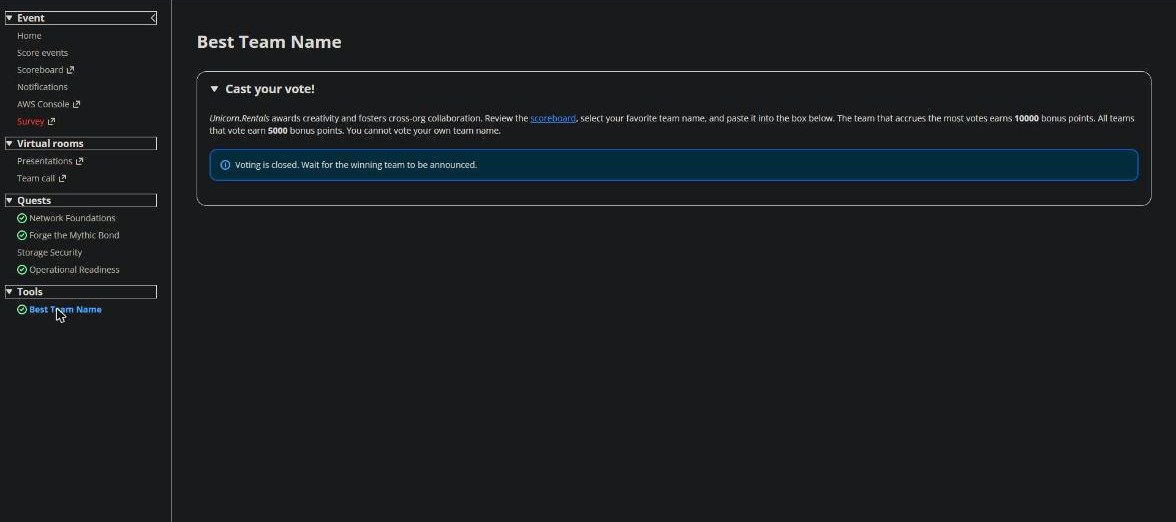 Event
Home
Score events
Scoreboard
Notifications
AWS Console
Survey
Virtual rooms
Presentations
Team call
Quests
Network Foundations
Forge the Mythic Bond
Storage Security
Operational Readiness
Tools
Best Team Name
Best Team Name
Cast your vote!
Unicorn.Rentals awards creativity and fosters cross-org collaboration. Review the scoreboard, select your favorite team name, and paste it into the box below. The team that accrues the most votes earns 10000 bonus points. All teams
that vote earn 5000 bonus points. You cannot vote your own team name.
Voting is closed. Wait for the winning team to be announced.